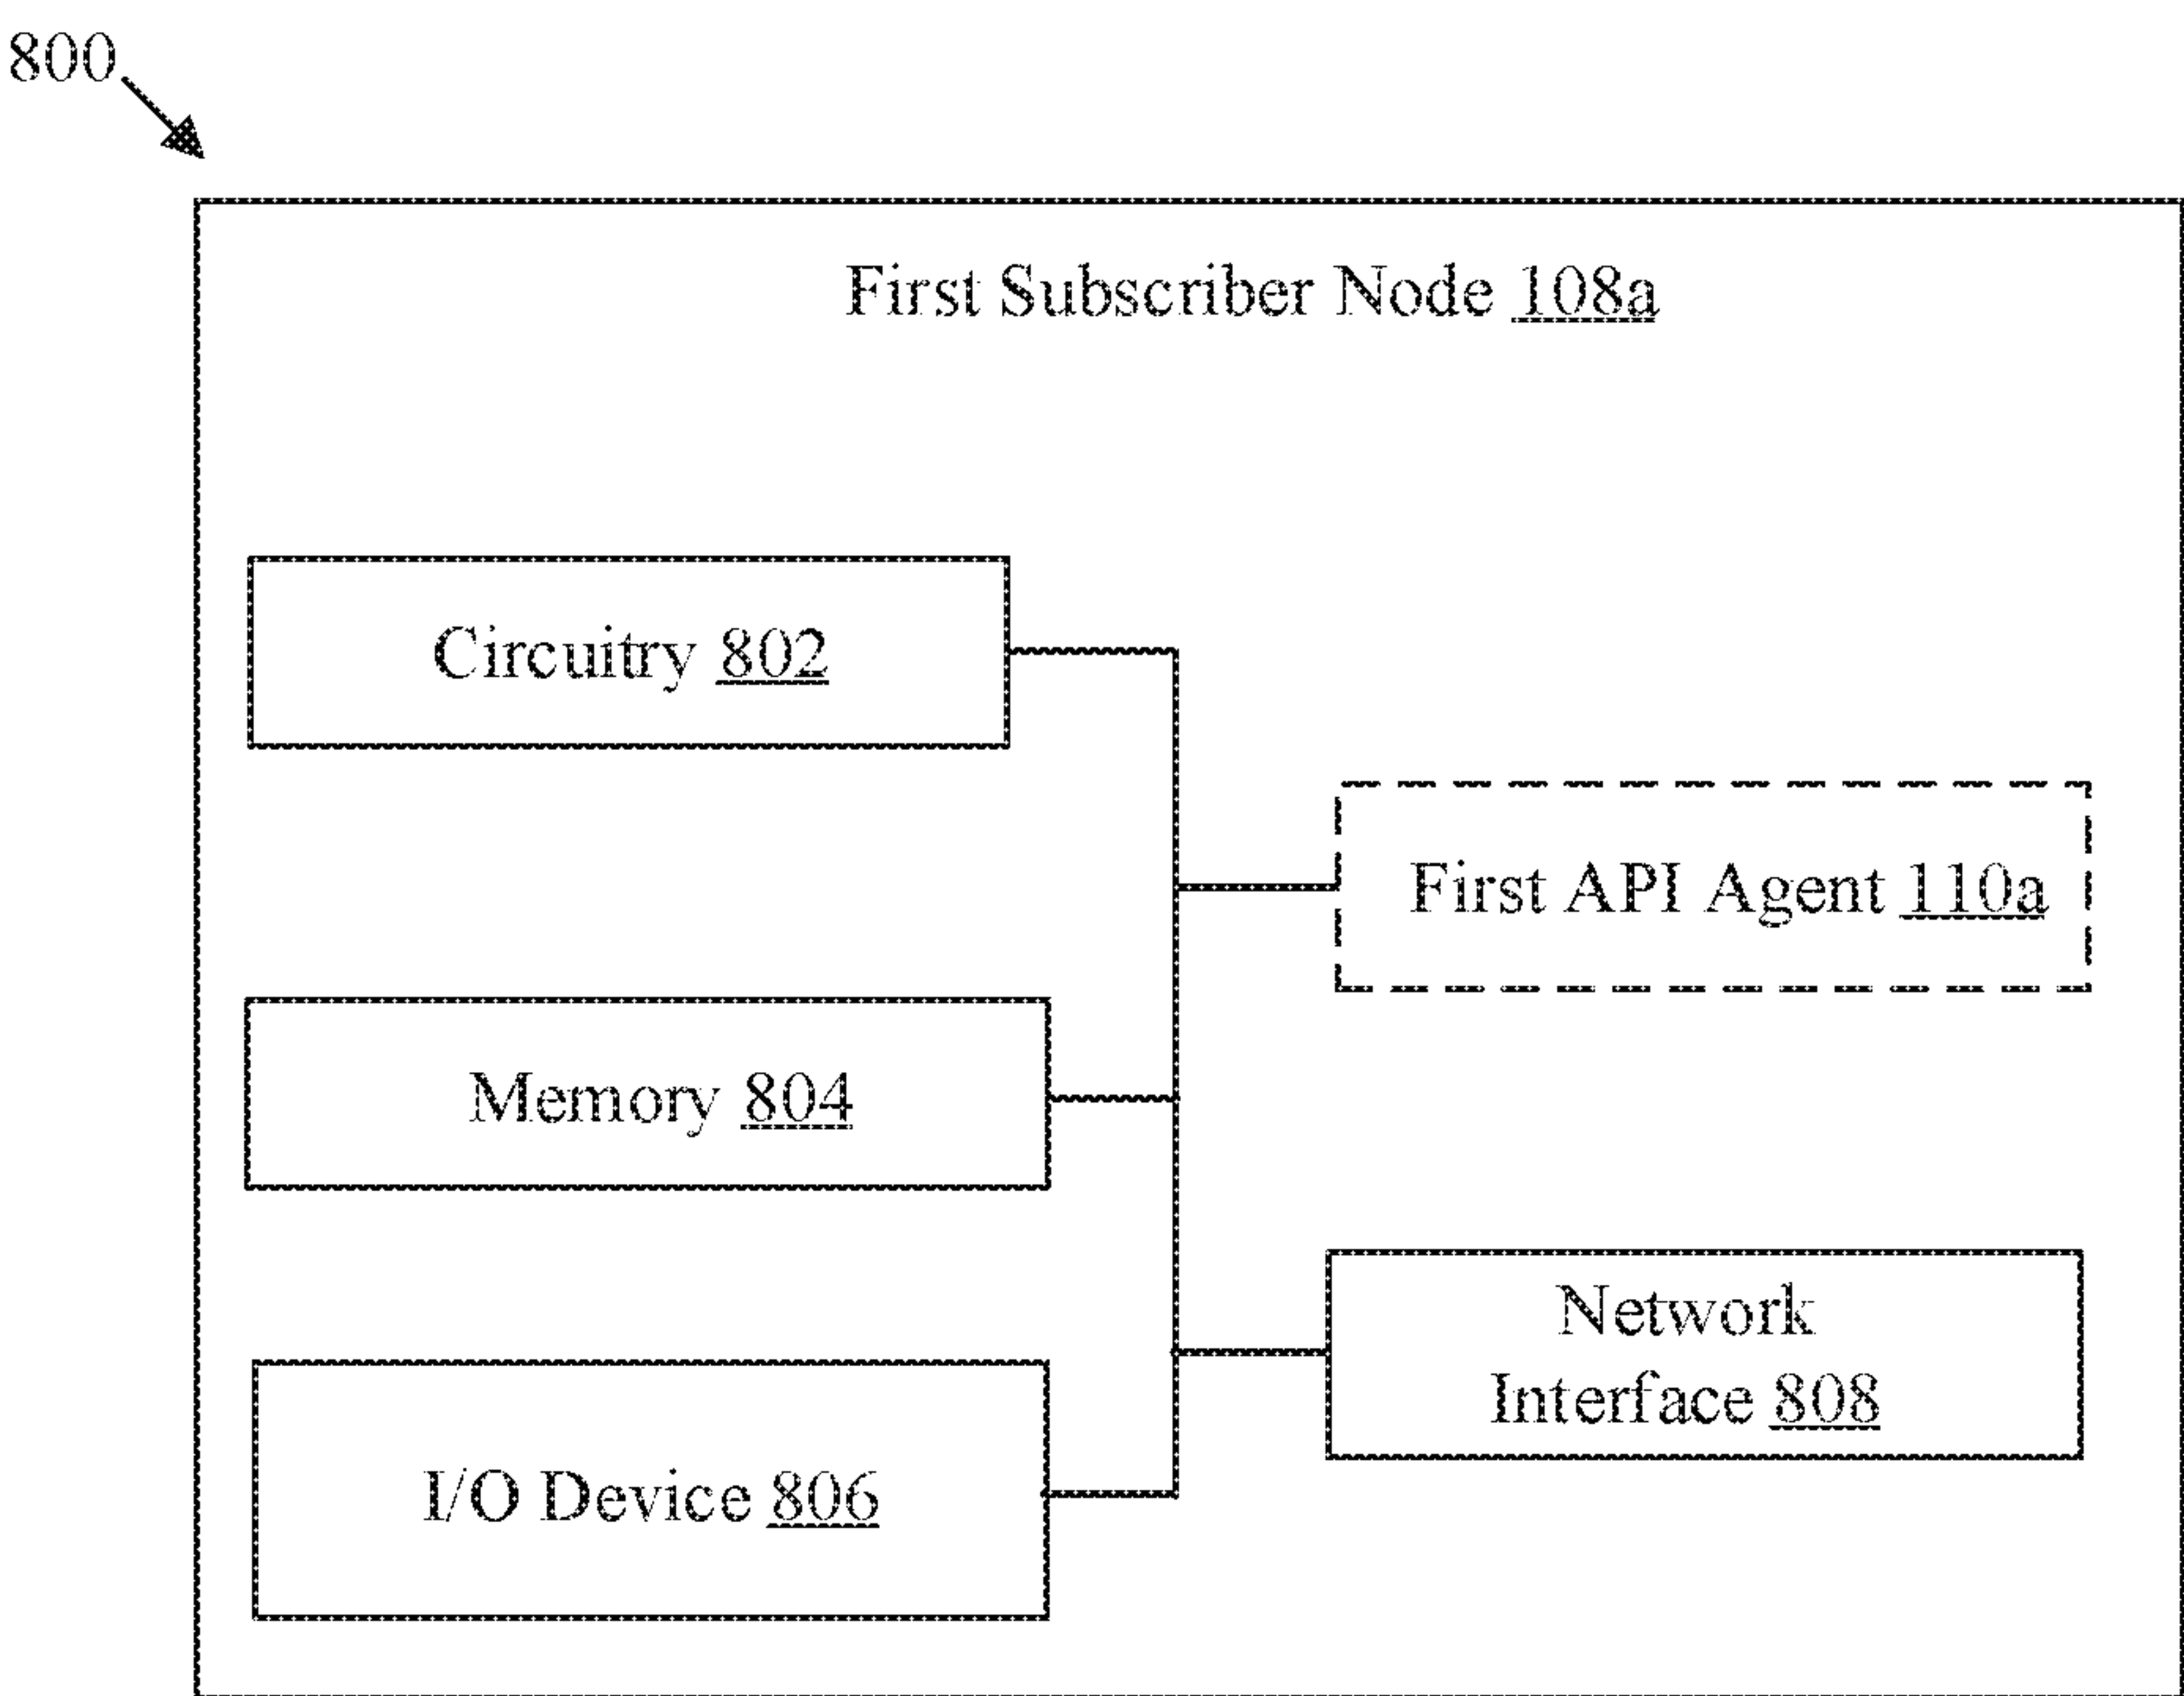 800
First Subscriber Node 108a
Circuitry 802
First API Agent 110a
Memory 804
Network
Interface 808
I/O Device 806